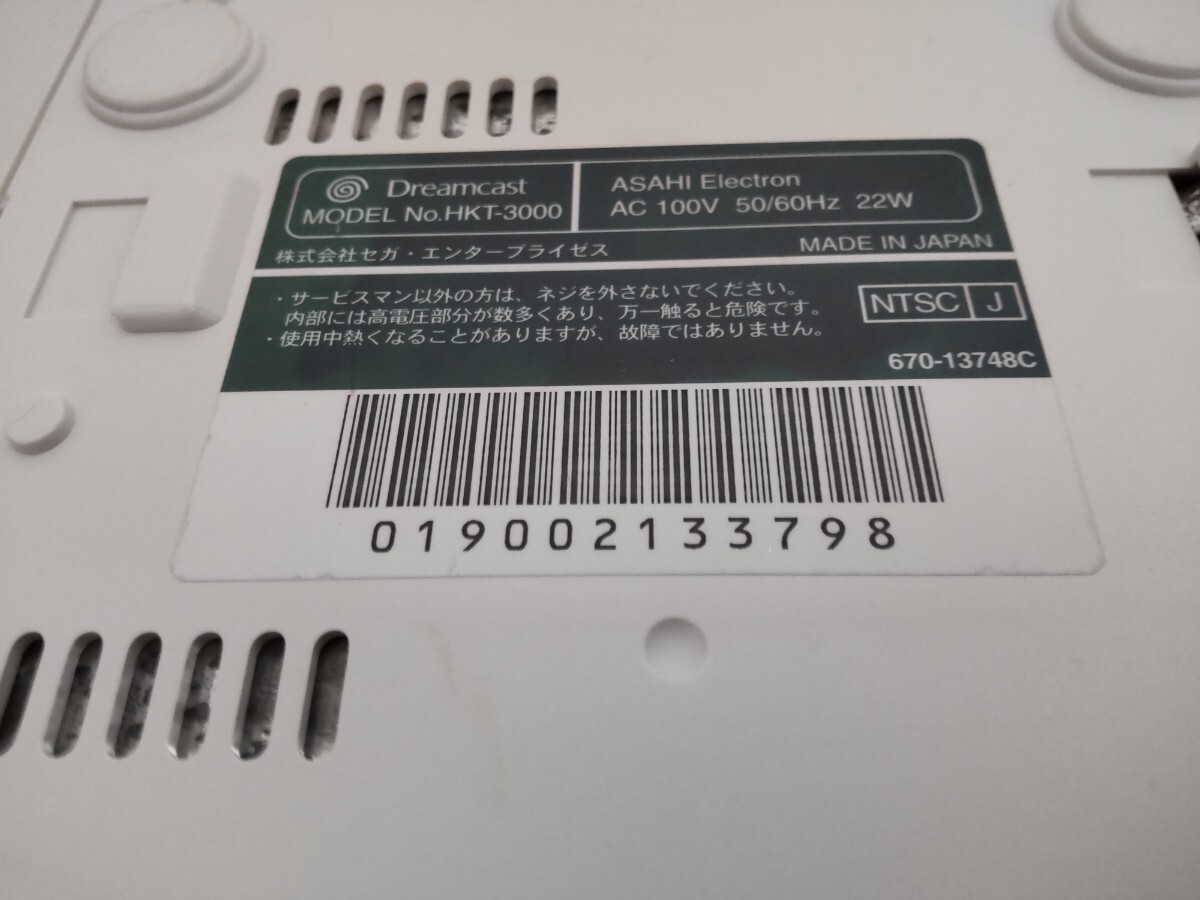 Dreamcast
MODEL No.HKT-3000
ASAHI Electron
AC 100V 50/60Hz 22W
株式会社セガ・エンタープライゼス
MADE IN JAPAN
・サービスマン以外の方は、ネジを外さないでください。
内部には高電圧部分が数多くあり、万一触ると危険です。
・使用中熱くなることがありますが、故障ではありません。
NTSC J
670-13748C
019002133798